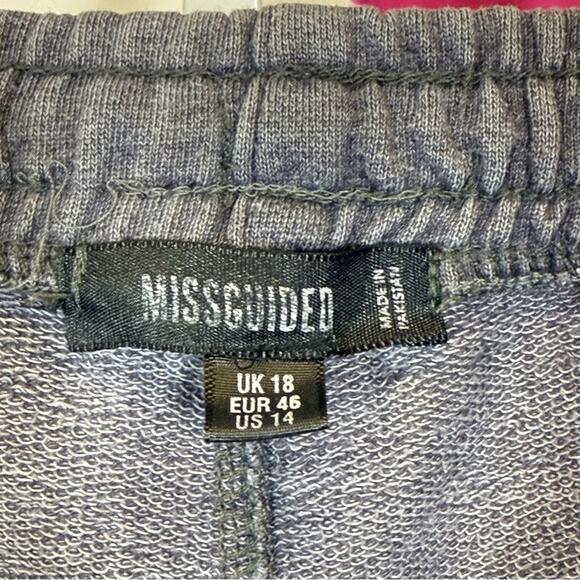 MISSGUIDED
MADE IN
PAKISTAN
UK 18
EUR 46
US 14